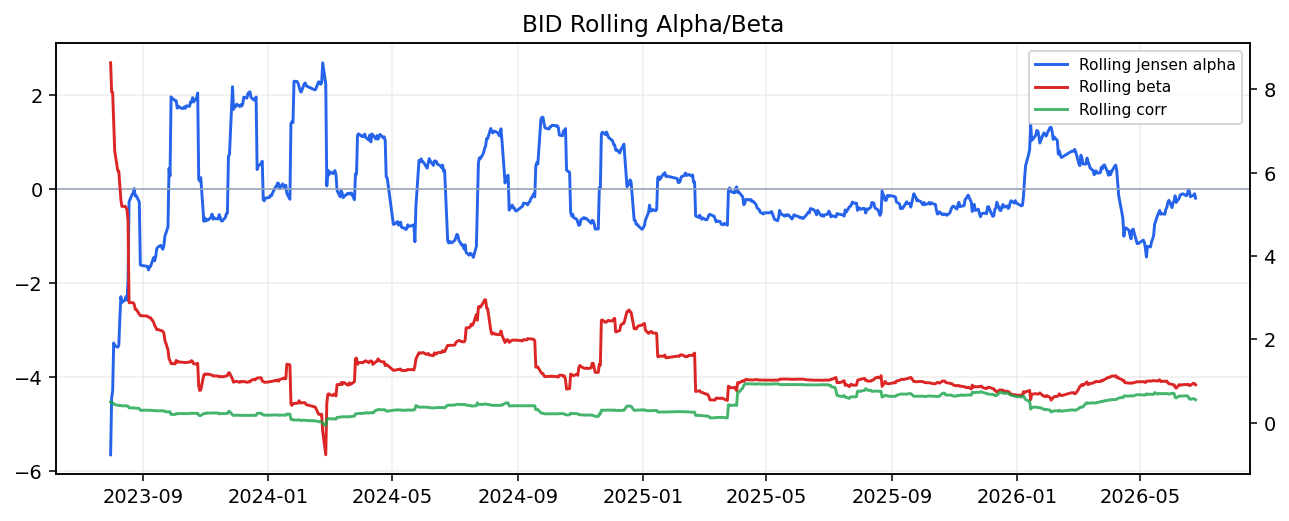 BID Rolling Alpha/Beta
Rolling Jensen alpha
Rolling beta
Rolling corr
2
0
−2
−4
−6
8
6
4
2
0
2023-09 2024-01 2024-05 2024-09 2025-01 2025-05 2025-09 2026-01 2026-05